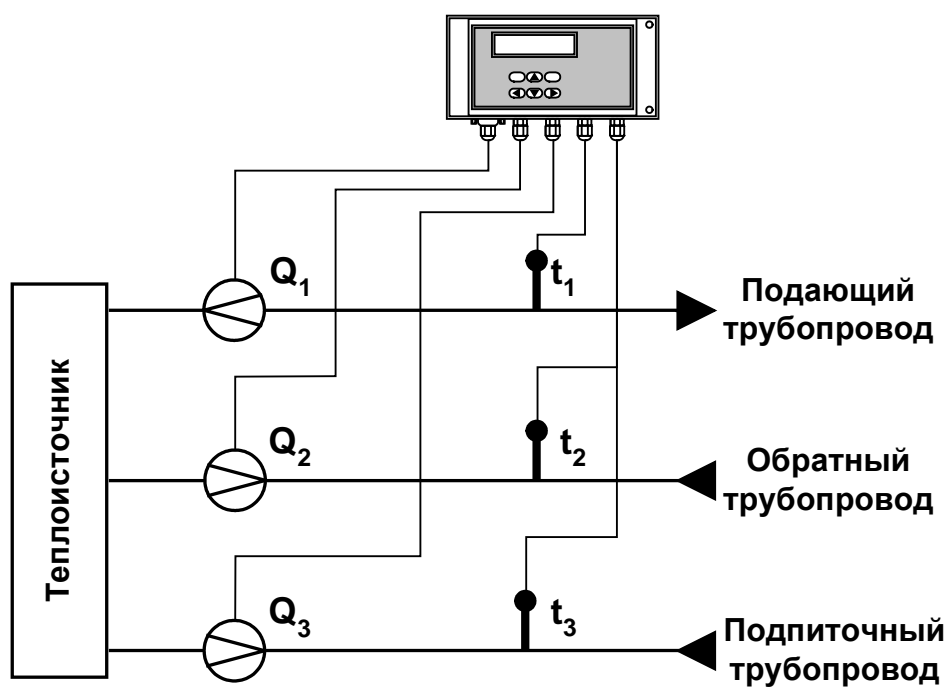 Q1
t1
Подающий
трубопровод
Теплоисточник
Q2
t2
Обратный
трубопровод
Q3
t3
Подпиточный
трубопровод